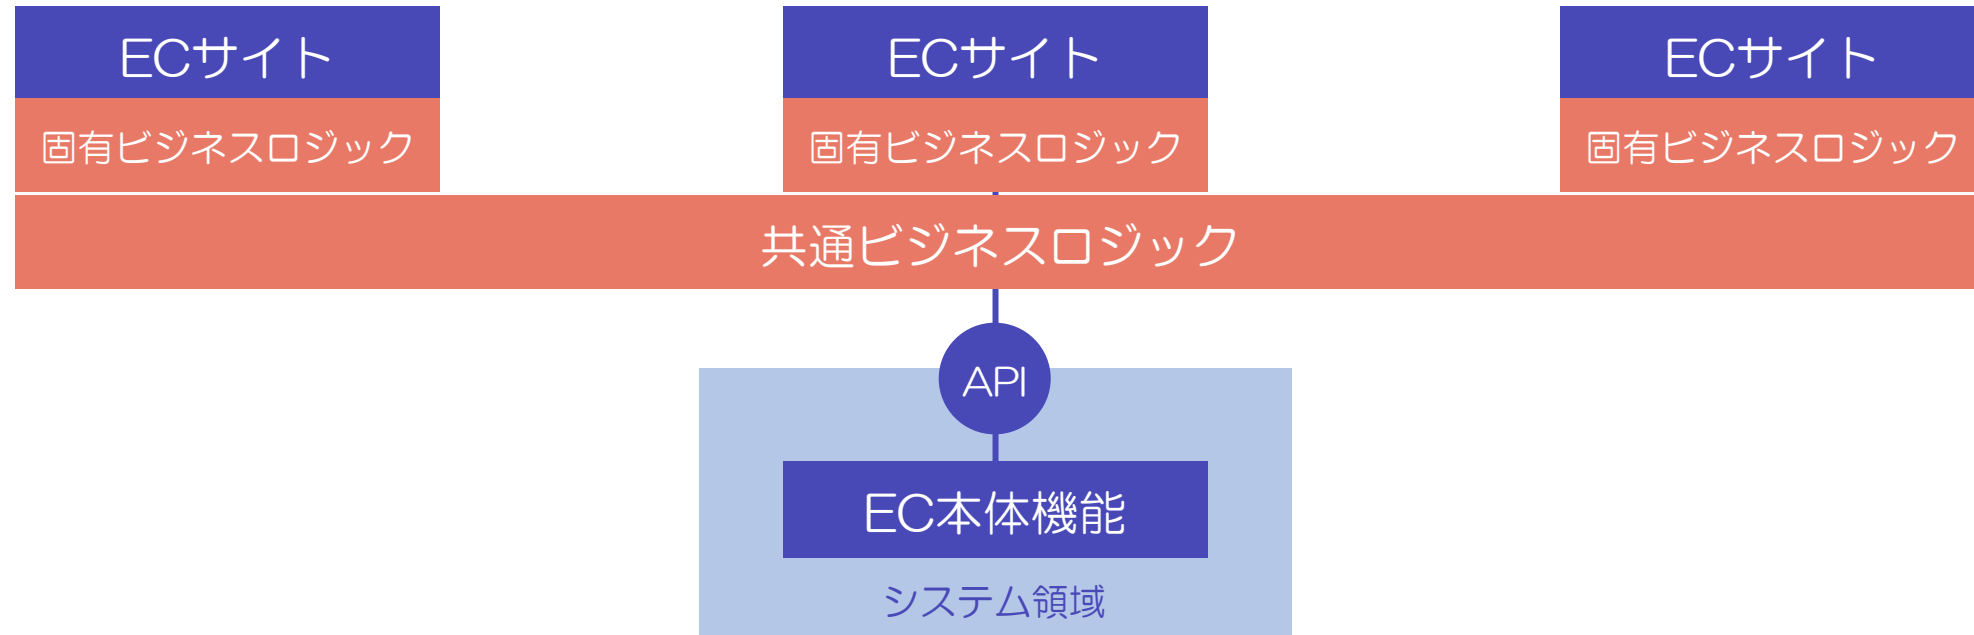 ECサイト
ECサイト
ECサイト
固有ビジネスロジック
固有ビジネスロジック
固有ビジネスロジック
共通ビジネスロジック
API
EC本体機能
システム領域